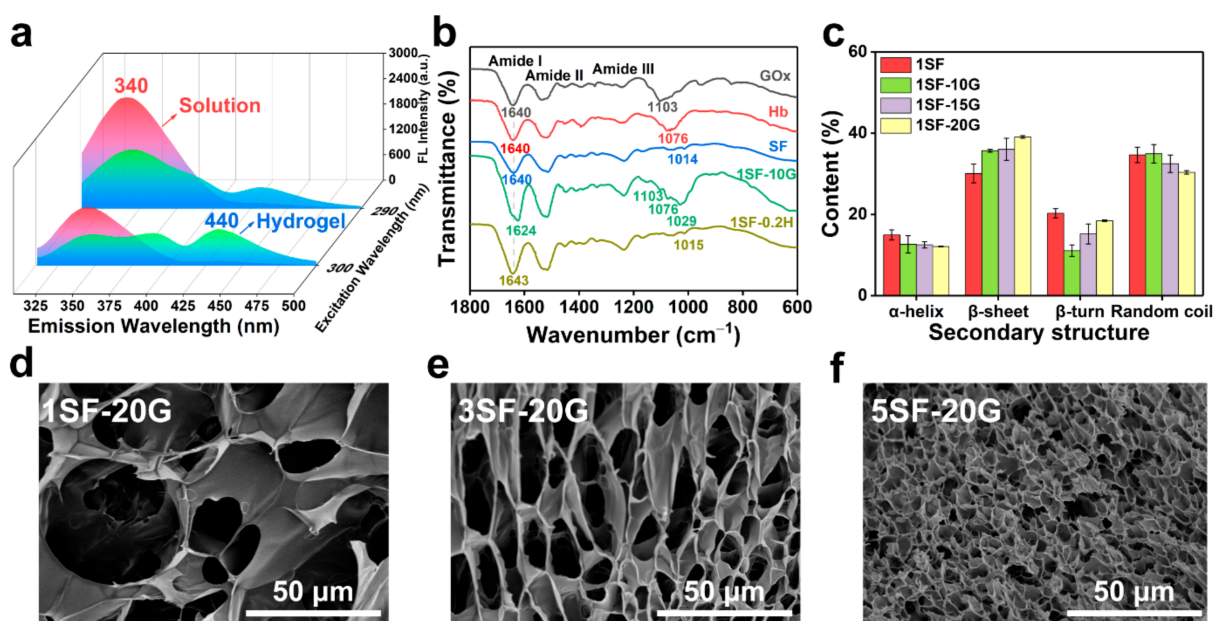 a
340
Solution
440 Hydrogel
3000
2400
1800
1200
600
0
FL Intensity (a.u.)
290
300
Excitation Wavelength (nm)
325 350 375 400 425 450 475 500
Emission Wavelength (nm)
b
Amide I
Amide II
Amide III
GOx
1640
1103
Hb
1640
1076
SF
1640
1014
1SF-10G
1103
1076
1624
1029
1SF-0.2H
1015
1643
Transmittance (%)
1800 1600 1400 1200 1000 800 600
Wavenumber (cm⁻¹)
c
60
40
20
0
Content (%)
1SF
1SF-10G
1SF-15G
1SF-20G
α-helix β-sheet β-turn Random coil
Secondary structure
d
1SF-20G
50 μm
e
3SF-20G
50 μm
f
5SF-20G
50 μm